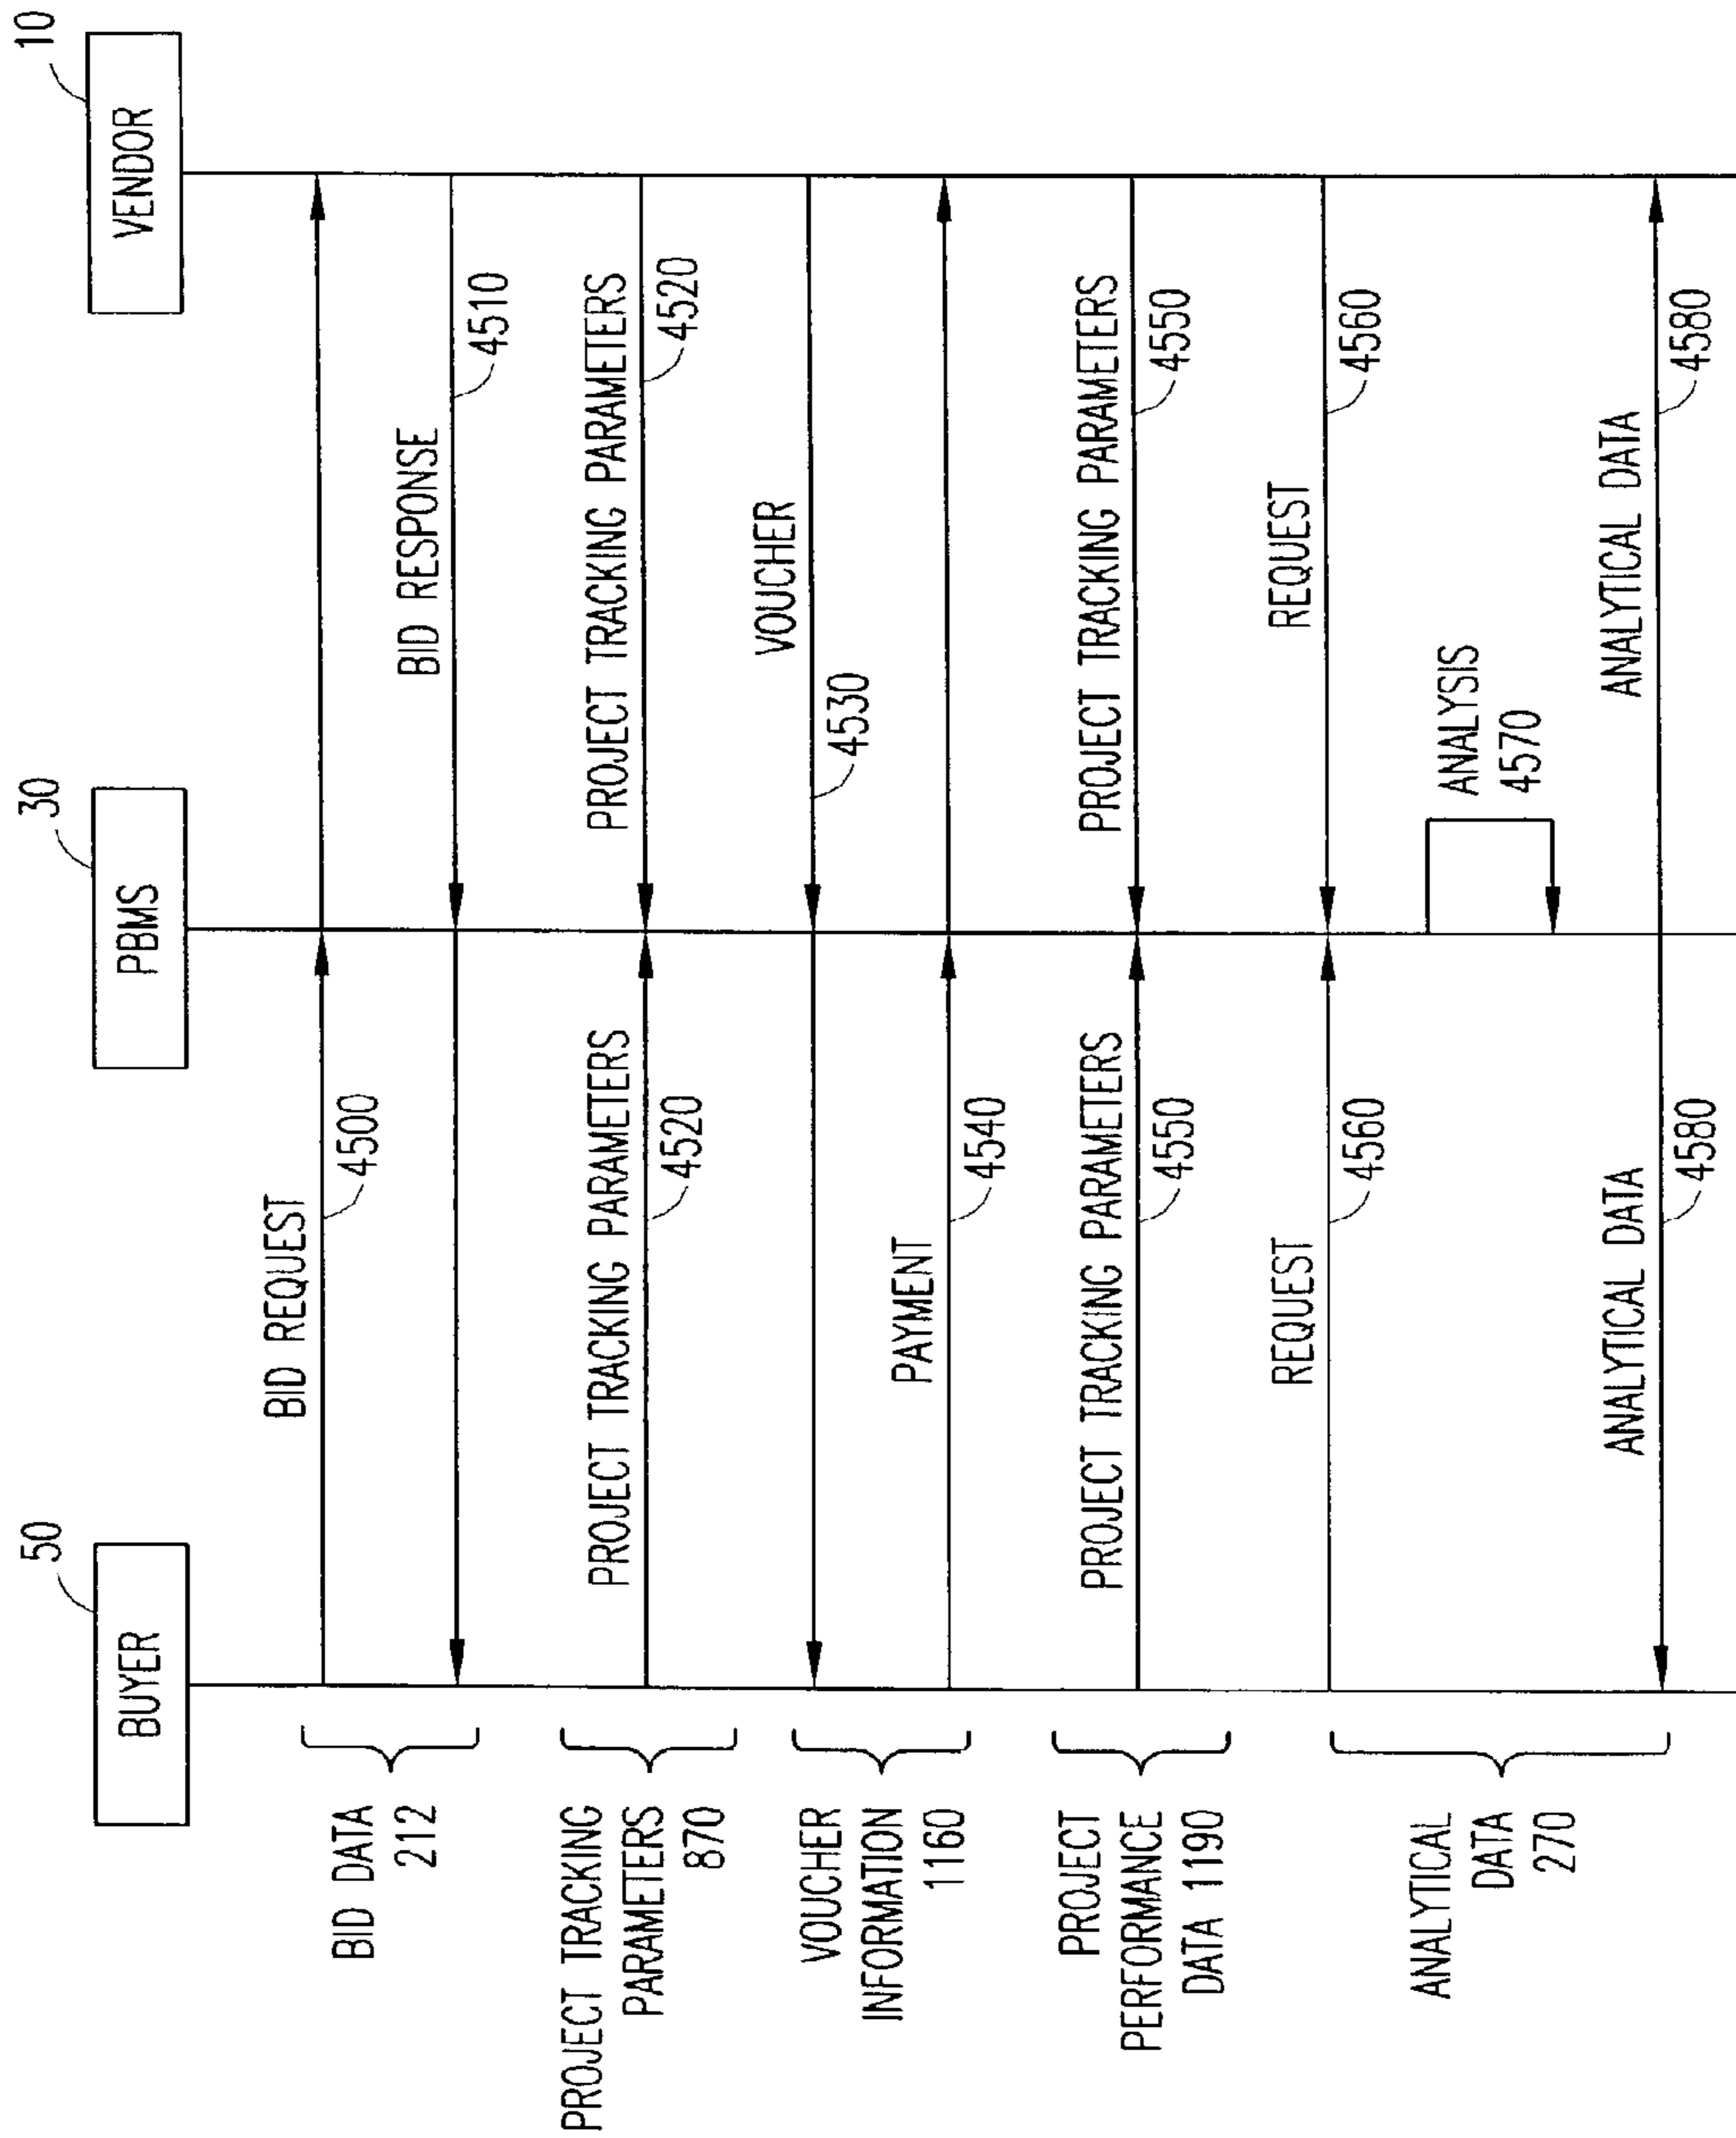 BUYER
50
PBMS
30
VENDOR
10
BID DATA
212
BID REQUEST
4500
BID RESPONSE
4510
PROJECT TRACKING
PARAMETERS
870
PROJECT TRACKING PARAMETERS
4520
PROJECT TRACKING PARAMETERS
4520
VOUCHER
INFORMATION
1160
VOUCHER
4530
PAYMENT
4540
PROJECT
PERFORMANCE
DATA 1190
PROJECT TRACKING PARAMETERS
4550
PROJECT TRACKING PARAMETERS
4550
ANALYTICAL
DATA
270
REQUEST
4560
REQUEST
4560
ANALYSIS
4570
ANALYTICAL DATA
4580
ANALYTICAL DATA
4580